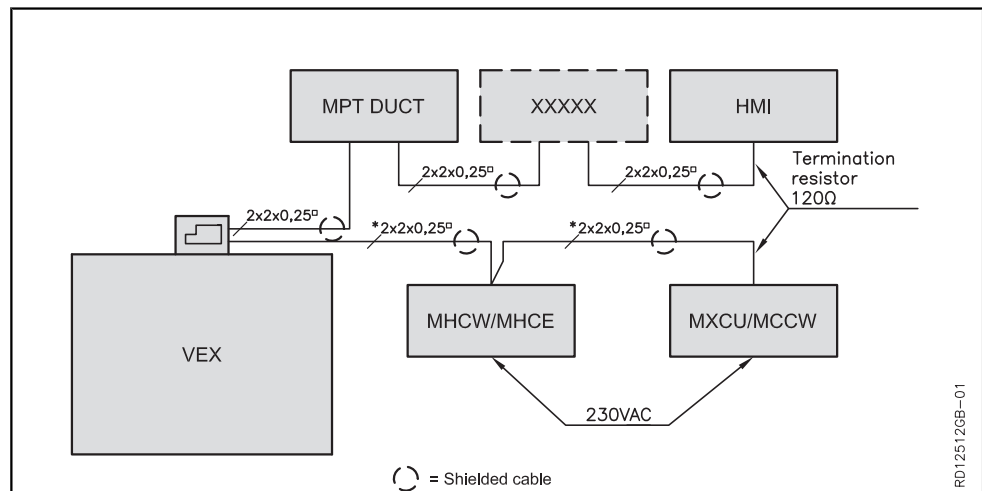 MPT DUCT
XXXXX
HMI
Termination
resistor
120Ω
2x2x0,25▫
2x2x0,25▫
2x2x0,25▫
*2x2x0,25▫
*2x2x0,25▫
MHCW/MHCE
MXCU/MCCW
VEX
230VAC
= Shielded cable
RD12512GB-01